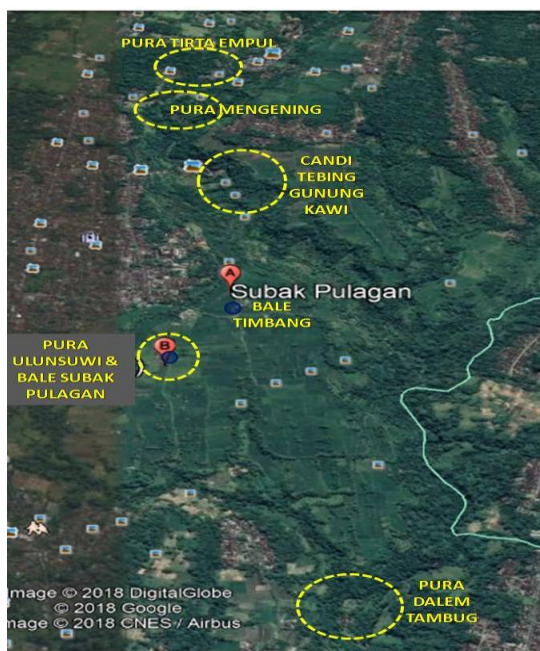 PURA TIRTA EMPUL
PURA MENGENING
CANDI
TEBING
GUNUNG
KAWI
A
Subak Pulagan
BALE
TIMBANG
B
PURA
ULUNSUWI &
BALE SUBAK
PULAGAN
PURA
DALEM
TAMBUG
mage © 2018 DigitalGlobe
© 2018 Google
mage © 2018 CNES / Airbus